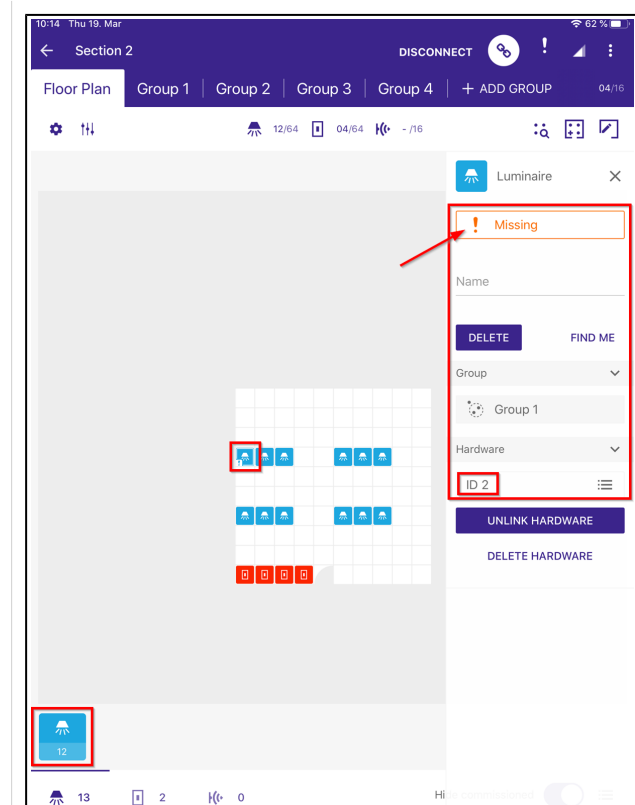 10:14 Thu 19. Mar 62 %
Section 2 DISCONNECT
Floor Plan Group 1 Group 2 Group 3 Group 4 + ADD GROUP 04/16
12/64 04/64 - /16
Luminaire
Missing
Name
DELETE FIND ME
Group
Group 1
Hardware
ID 2
UNLINK HARDWARE
DELETE HARDWARE
12
13 2 0 Hide commissioned